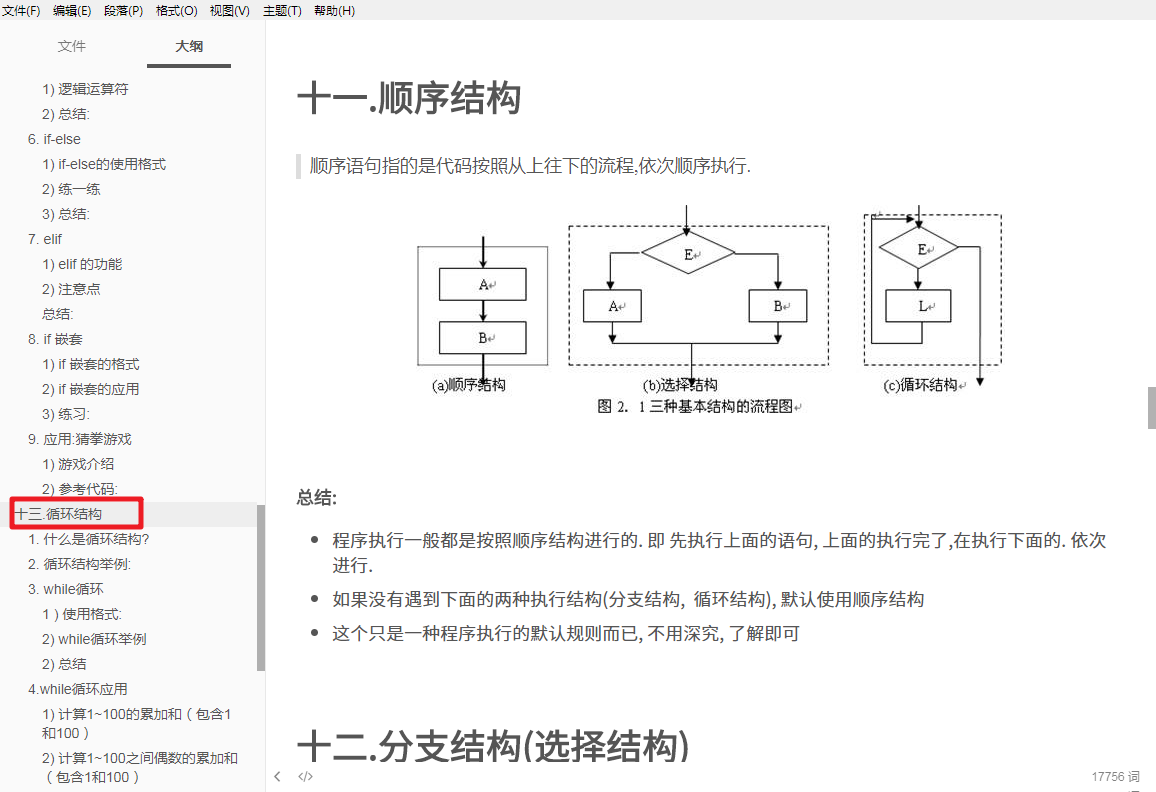 文件(F) 编辑(E) 段落(P) 格式(O) 视图(V) 主题(T) 帮助(H)
文件 大纲
1) 逻辑运算符
2) 总结:
6. if-else
1) if-else的使用格式
2) 练一练
3) 总结:
7. elif
1) elif 的功能
2) 注意点
总结:
8. if 嵌套
1) if 嵌套的格式
2) if 嵌套的应用
3) 练习:
9. 应用:猜拳游戏
1) 游戏介绍
2) 参考代码:
十三.循环结构
1. 什么是循环结构?
2. 循环结构举例:
3. while循环
1 ) 使用格式:
2) while循环举例
2) 总结
4.while循环应用
1) 计算1~100的累加和（包含1
和100）
2) 计算1~100之间偶数的累加和
（包含1和100）
十一.顺序结构
顺序语句指的是代码按照从上往下的流程,依次顺序执行.
A
B
(a)顺序结构
E
A B
(b)选择结构
E
L
(c)循环结构
图 2. 1 三种基本结构的流程图
总结:
程序执行一般都是按照顺序结构进行的. 即 先执行上面的语句, 上面的执行完了,在执行下面的. 依次
进行.
如果没有遇到下面的两种执行结构(分支结构, 循环结构), 默认使用顺序结构
这个只是一种程序执行的默认规则而已, 不用深究, 了解即可
十二.分支结构(选择结构)
17756 词